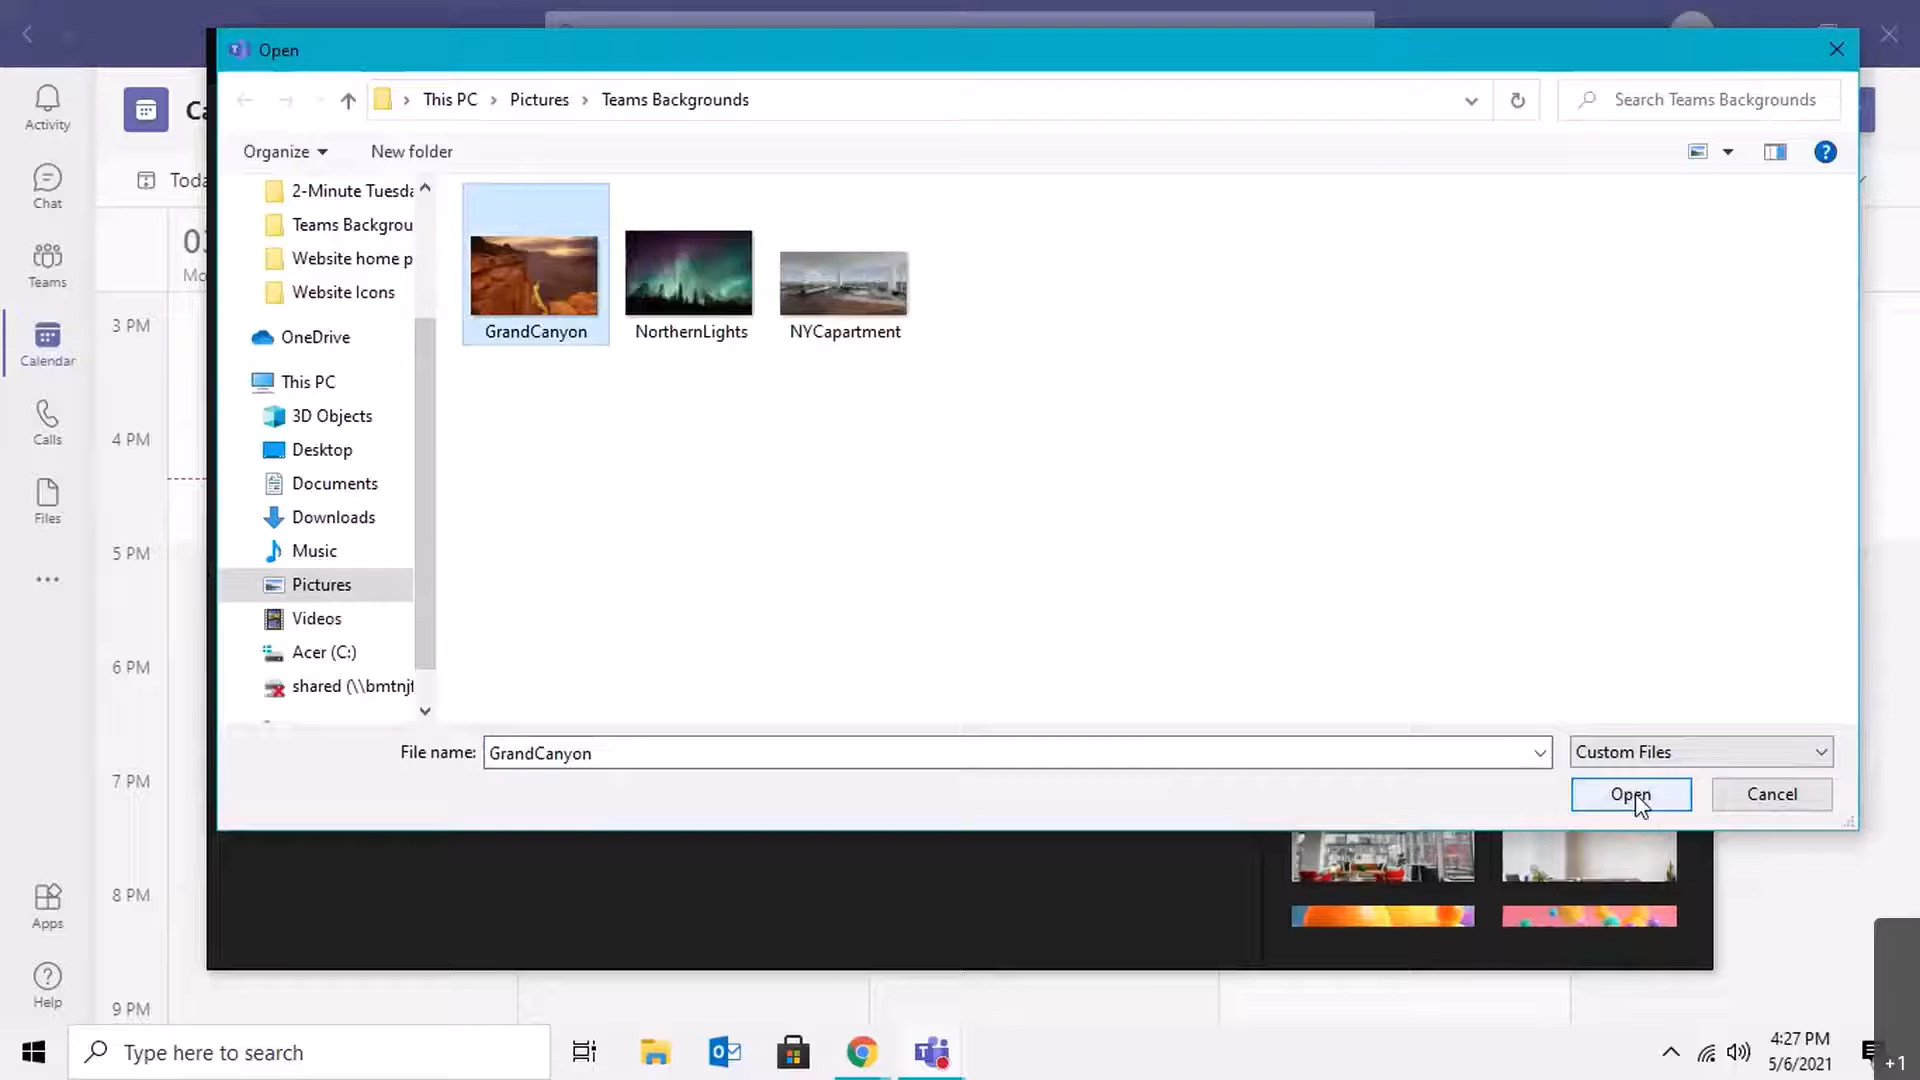 Open
This PC
Pictures
Teams Backgrounds
Search Teams Backgrounds
Organize
New folder
Activity
Chat
Teams
Calendar
Calls
Files
Apps
Help
Toda
Mo
3 PM
4 PM
5 PM
6 PM
7 PM
8 PM
9 PM
2-Minute Tuesda
Teams Backgrou
Website home p
Website Icons
OneDrive
This PC
3D Objects
Desktop
Documents
Downloads
Music
Pictures
Videos
Acer (C:)
shared (\\bmtnjf
GrandCanyon
NorthernLights
NYCapartment
File name:
GrandCanyon
Custom Files
Open
Cancel
Type here to search
4:27 PM
5/6/2021
+1